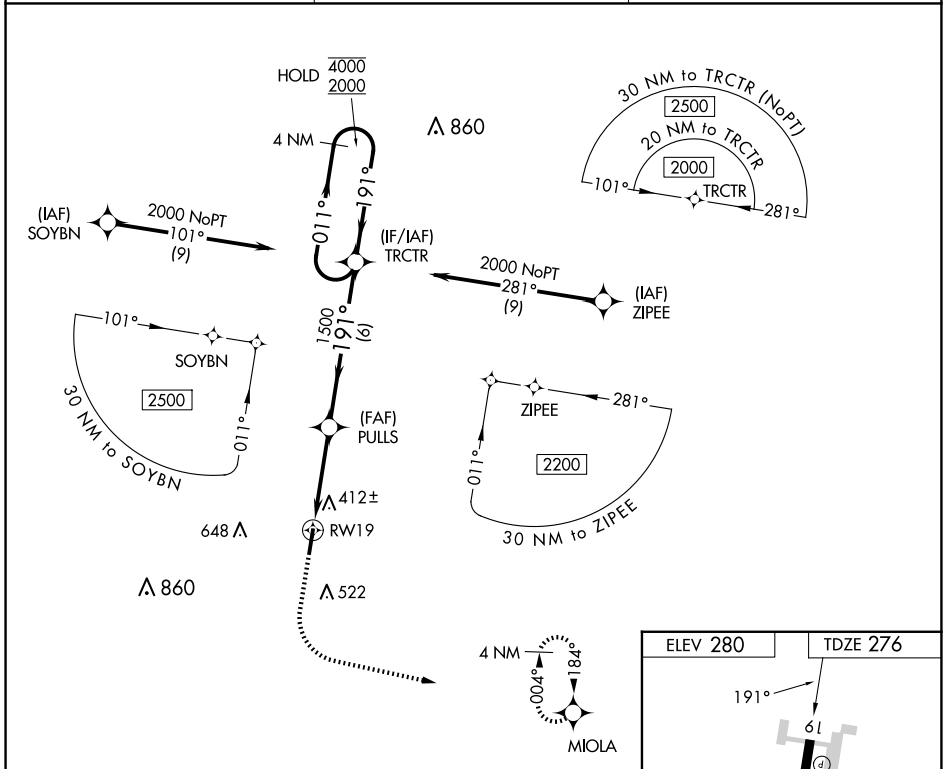 HOLD 4000
2000
4 NM
860
191°
011°
30 NM to TRCTR (NoPT)
2500
20 NM to TRCTR
2000
TRCTR
101°
281°
(IAF)
SOYBN
2000 NoPT
101°
(9)
(IF/IAF)
TRCTR
2000 NoPT
281°
(9)
(IAF)
ZIPEE
1500
191°
(6)
101°
SOYBN
2500
011°
30 NM to SOYBN
ZIPEE
281°
2200
011°
30 NM to ZIPEE
(FAF)
PULLS
412±
648
RW19
860
522
4 NM
004°
184°
MIOLA
ELEV 280
TDZE 276
191°
19
P